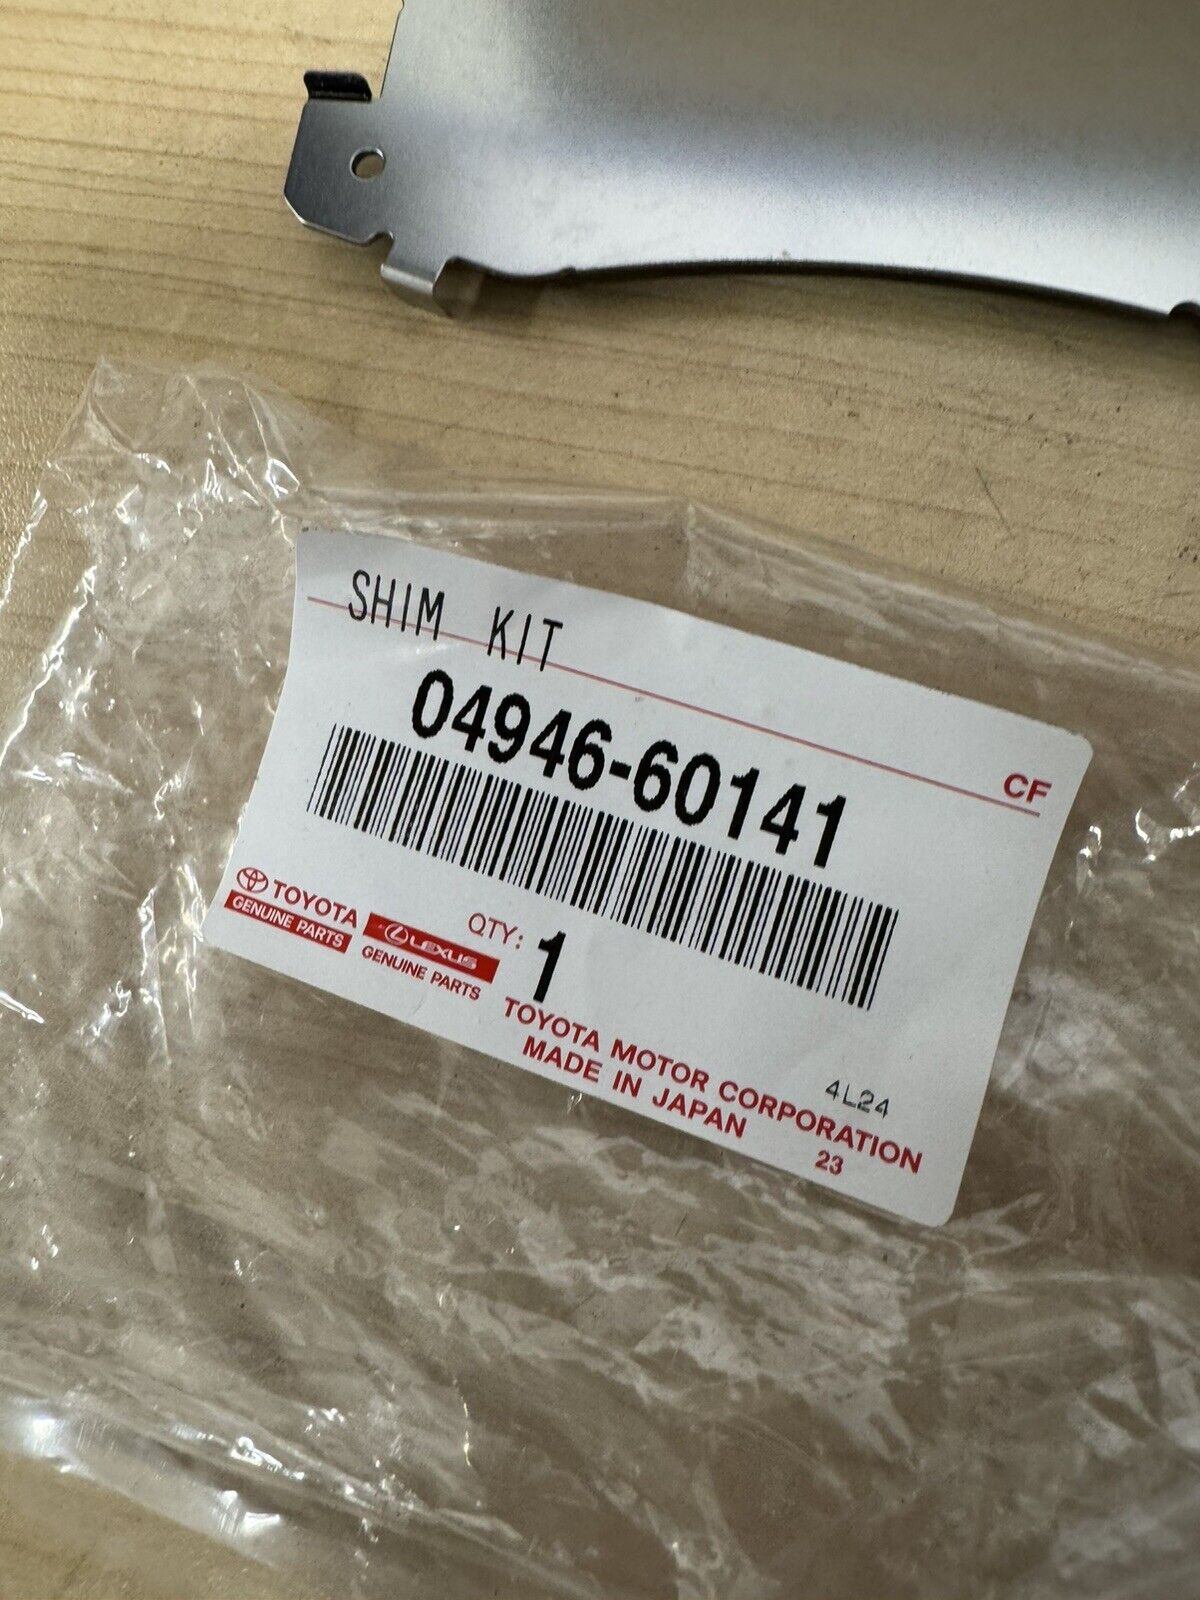 SHIM KIT
CF
04946-60141
TOYOTA
GENUINE PARTS
LEXUS
GENUINE PARTS
QTY: 1
TOYOTA MOTOR CORPORATION
MADE IN JAPAN
4L24
23